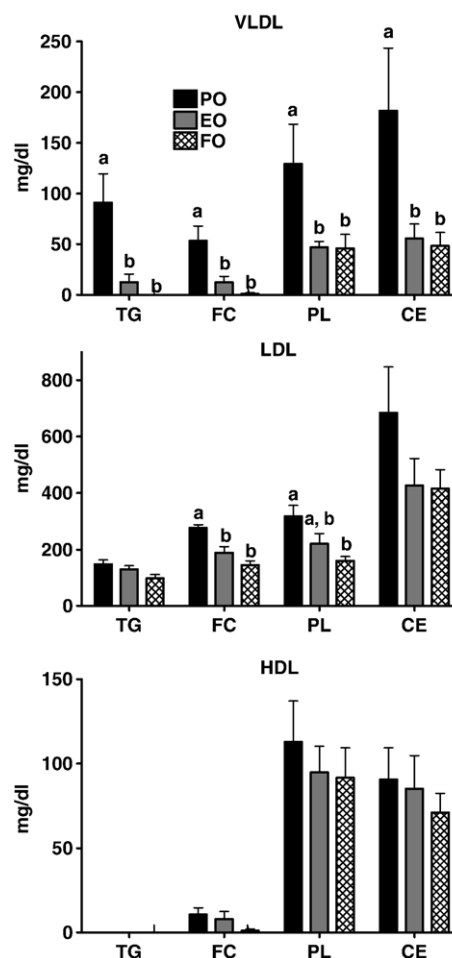 VLDL
250
200
150
100
50
0
mg/dl
PO
EO
FO
a b b
a b b
a b b
a b b
TG FC PL CE
LDL
800
600
400
200
0
mg/dl
a b b
a a, b b
TG FC PL CE
HDL
150
100
50
0
mg/dl
TG FC PL CE